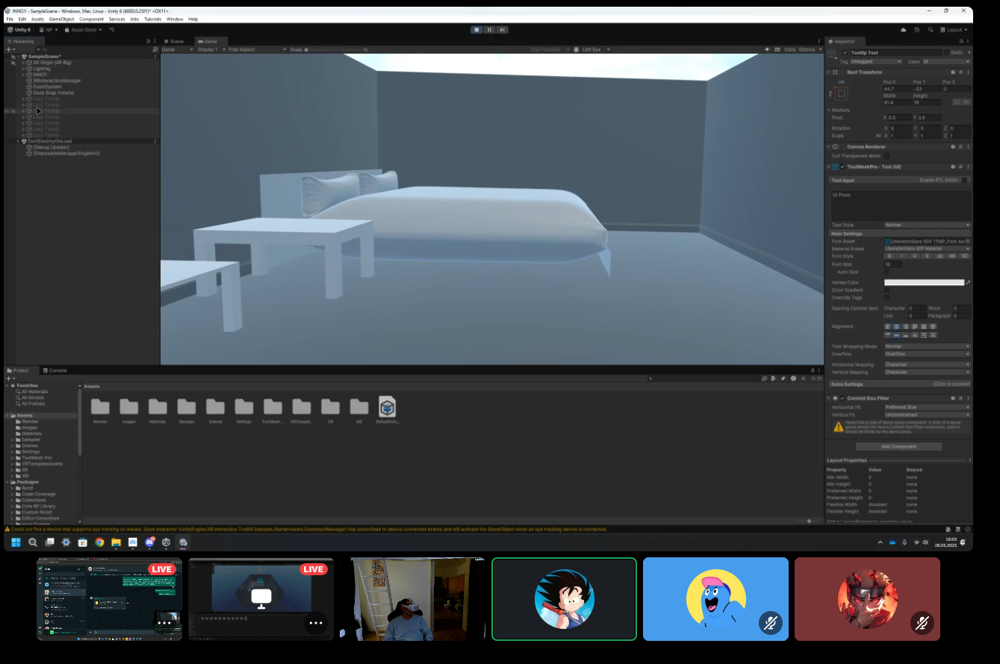 INNO1 - SampleScene - Windows, Mac, Linux - Unity 6 (6000.0.25f1)* <DX11>
File Edit Assets GameObject Component Services Jobs Tutorials Window Help
Unity 6 NP Asset Store Layout
Hierarchy
All
SampleScene*
XR Origin (XR Rig)
Lighting
INNO1
XRInteractionManager
EventSystem
Gaze Snap Volume
Lazy Tooltip
Lazy Tooltip
Lazy Tooltip
Lazy Tooltip
Lazy Tooltip
Lazy Tooltip
DontDestroyOnLoad
[Debug Updater]
[DisposableManagerSingleton]
Scene Game
Game Display 1 Free Aspect Scale 1x Play Focused Left Eye Stats Gizmos
Inspector
Tooltip Text Static
Tag Untagged Layer UI
Rect Transform
Pos X Pos Y Pos Z
44.7 -23 0
Width Height
81.4 18
Anchors
Pivot X 0.5 Y 0.5
Rotation X 0 Y 0 Z 0
Scale X 1 Y 1 Z 1
Canvas Renderer
Cull Transparent Mesh
TextMeshPro - Text (UI)
Text Input Enable RTL Editor
UI Press
Text Style Normal
Main Settings
Font Asset LiberationSans SDF (TMP_Font Ass
Material Preset LiberationSans SDF Material
Font Style B I U S ab AB SC
Font Size 18
Auto Size
Vertex Color
Color Gradient
Override Tags
Spacing Options (em) Character 0 Word 0
Line 0 Paragraph 0
Alignment
Text Wrapping Mode Normal
Overflow Overflow
Horizontal Mapping Character
Vertical Mapping Character
Extra Settings (Click to expand)
Content Size Filter
Horizontal Fit Preferred Size
Vertical Fit Unconstrained
Parent has a type of layout group component. A child of a layout
group should not have a Content Size Fitter component, since it
should be driven by the layout group.
Add Component
Layout Properties
Property Value Source
Min Width 0 none
Min Height 0 none
Preferred Width 0 none
Preferred Height 0 none
Flexible Width disabled none
Flexible Height disabled none
Project Console
31
Favorites
All Materials
All Models
All Prefabs
Assets
Blender
Images
Materials
Samples
Scenes
Settings
TextMesh Pro
VRTemplateAssets
XR
XRI
Packages
Burst
Code Coverage
Collections
Core RP Library
Custom NUnit
Editor Coroutines
Assets
Blender Images Materials Samples Scenes Settings TextMesh ... VRTemplat... XR XRI DefaultVolu...
Could not find a device that supports eye tracking on Awake. Gaze Interactor (UnityEngine.XR.Interaction.Toolkit.Samples.StarterAssets.GazeInputManager) has subscribed to device connected events and will activate the GameObject when an eye tracking device is connected.
16:05
26.01.2025
LIVE
LIVE